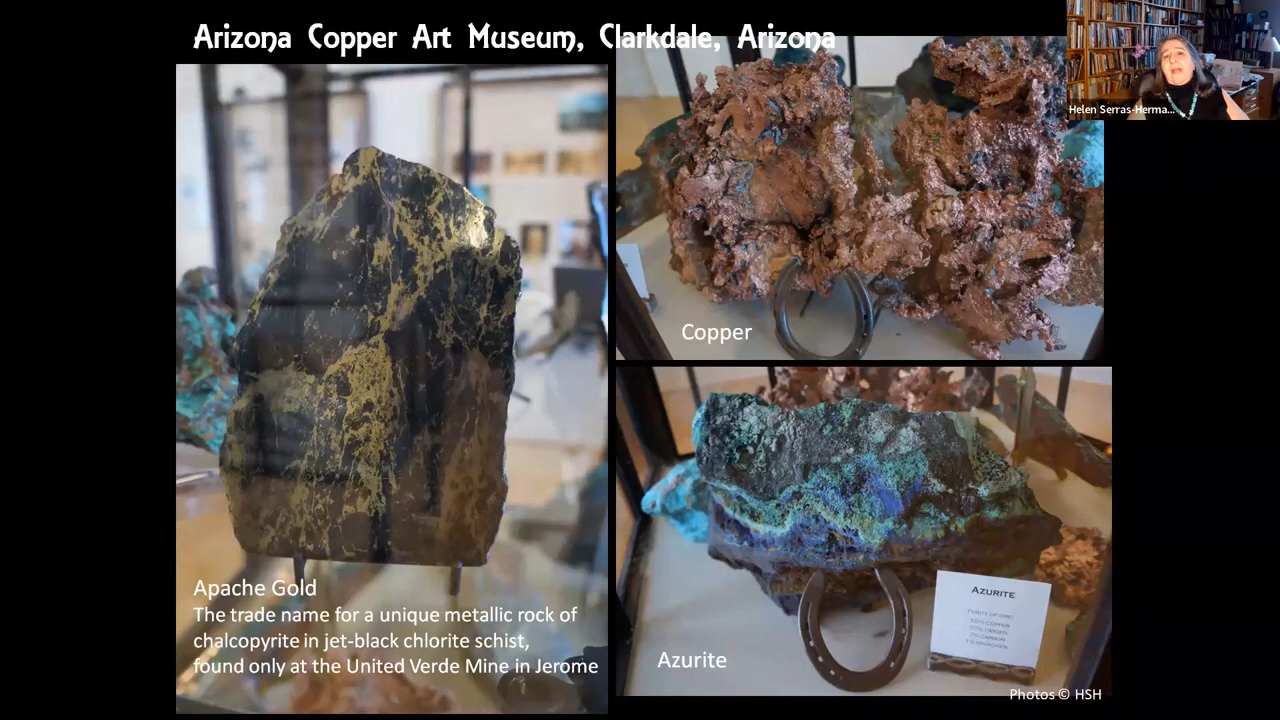 Arizona Copper Art Museum, Clarkdale, Arizona
Helen Serras-Herma...
Copper
Apache Gold
The trade name for a unique metallic rock of
chalcopyrite in jet-black chlorite schist,
found only at the United Verde Mine in Jerome
AZURITE
55% COPPER
Azurite
Photos © HSH